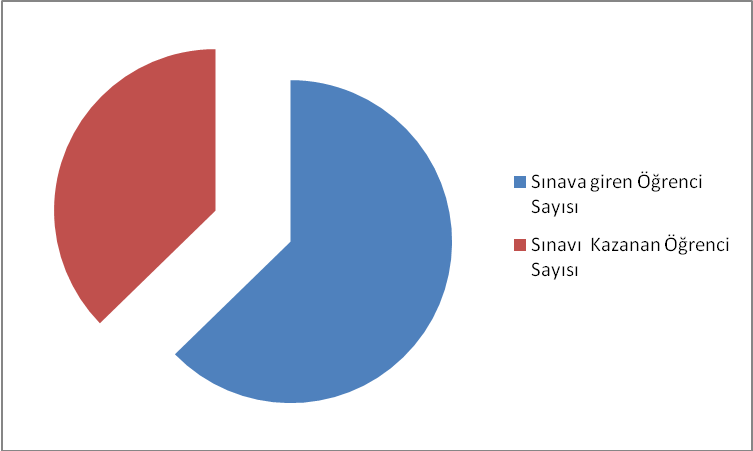 Sınava giren Öğrenci
Sayısı
Sınavı  Kazanan Öğrenci
Sayısı